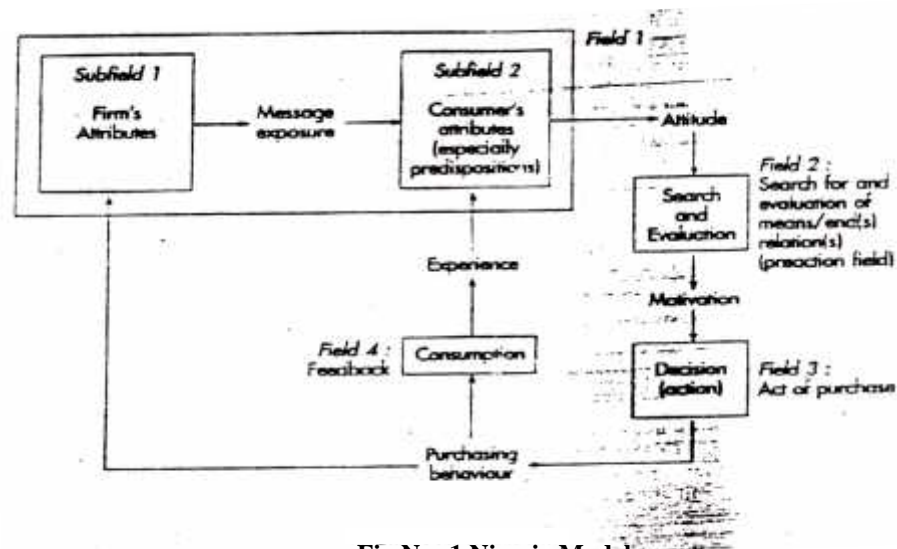 Field 1
Subfield 1
Firm's
Attributes
Message
exposure
Subfield 2
Consumer's
attributes
(especially
predispositions)
Attitude
Search
and
Evaluation
Field 2 :
Search for and
evaluation of
means/end(s)
relation(s)
(preaction field)
Experience
Motivation
Field 4 :
Feedback
Consumption
Decision
(action)
Field 3 :
Act of purchase
Purchasing
behaviour